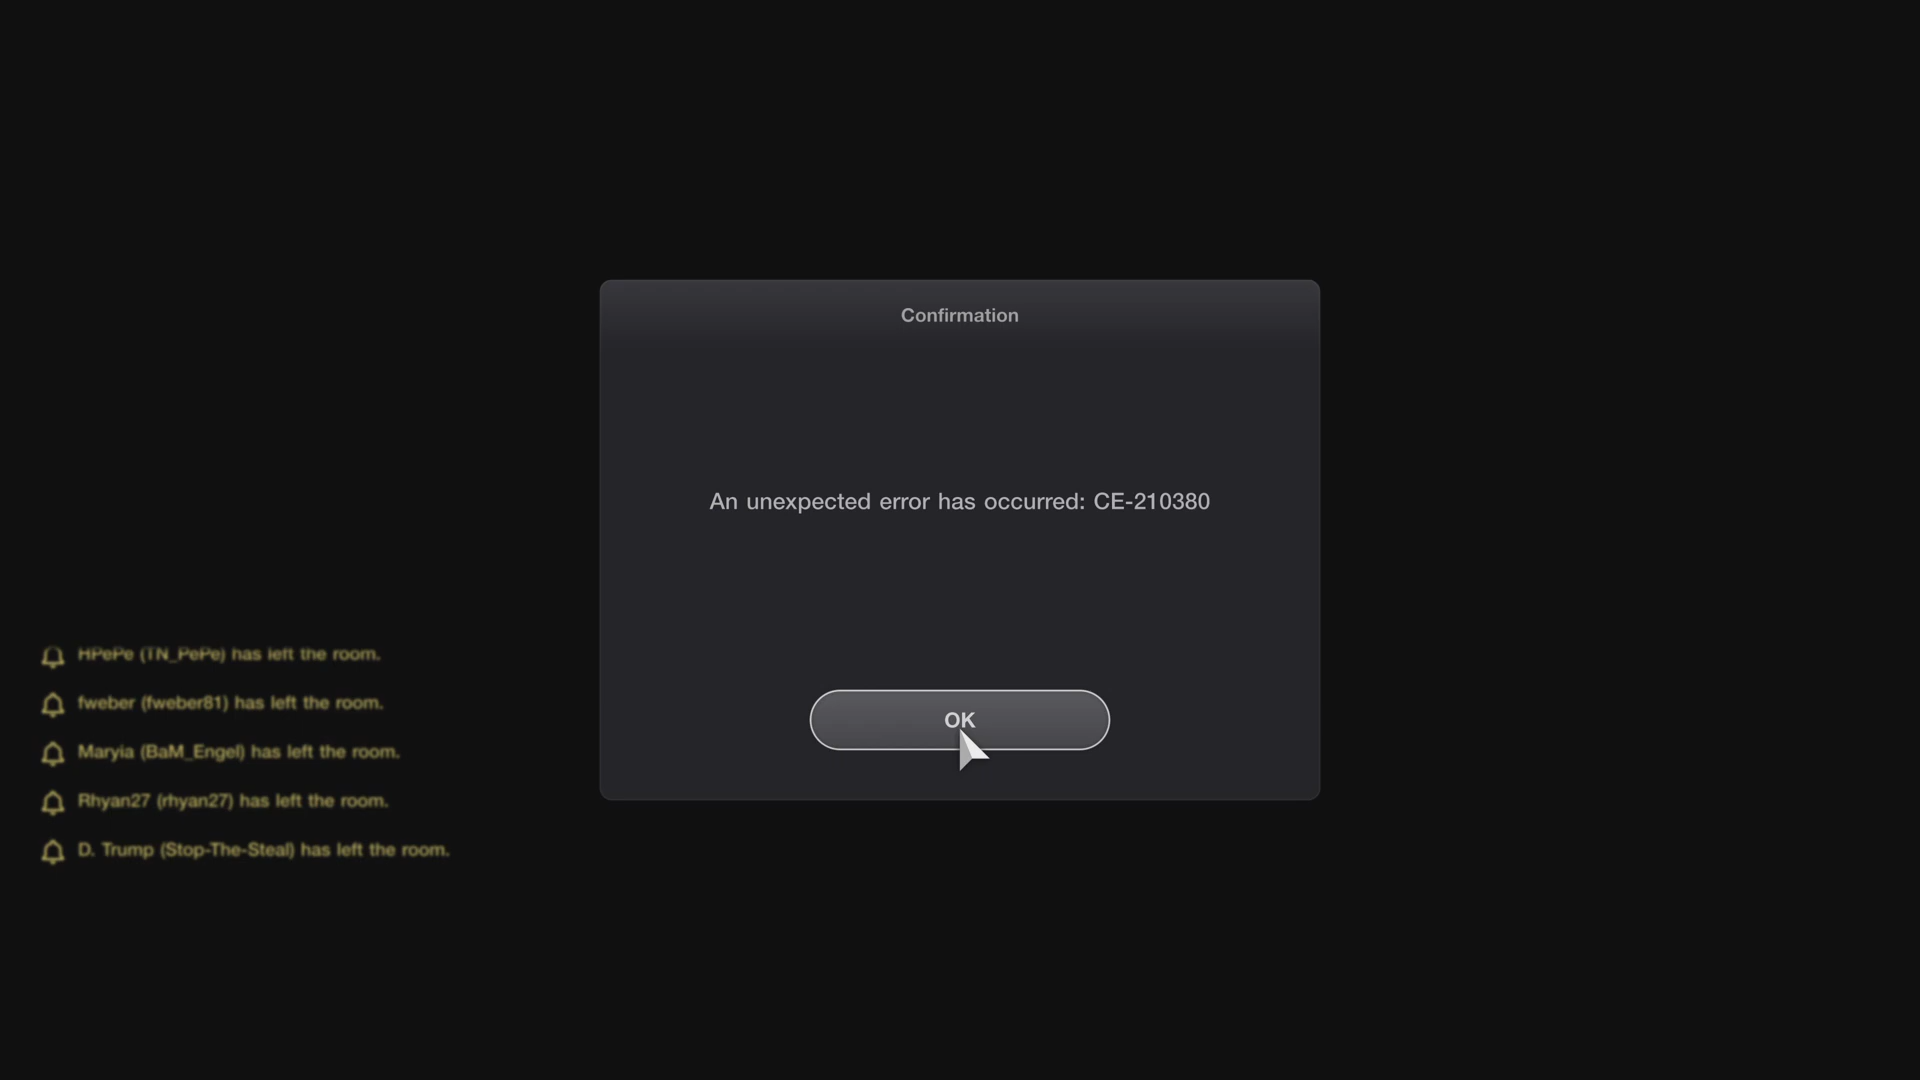 Confirmation
An unexpected error has occurred: CE-210380
OK
HPePe (TN_PePe) has left the room.
fweber (fweber81) has left the room.
Maryia (BaM_Engel) has left the room.
Rhyan27 (rhyan27) has left the room.
D. Trump (Stop-The-Steal) has left the room.